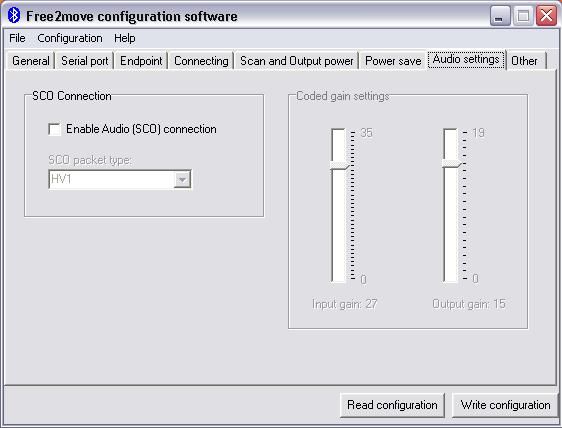 Free2move configuration software
File Configuration Help
General Serial port Endpoint Connecting Scan and Output power Power save Audio settings Other
SCO Connection
Enable Audio (SCO) connection
SCO packet type:
HV1
Coded gain settings
35 19
0 0
Input gain: 27 Output gain: 15
Read configuration Write configuration